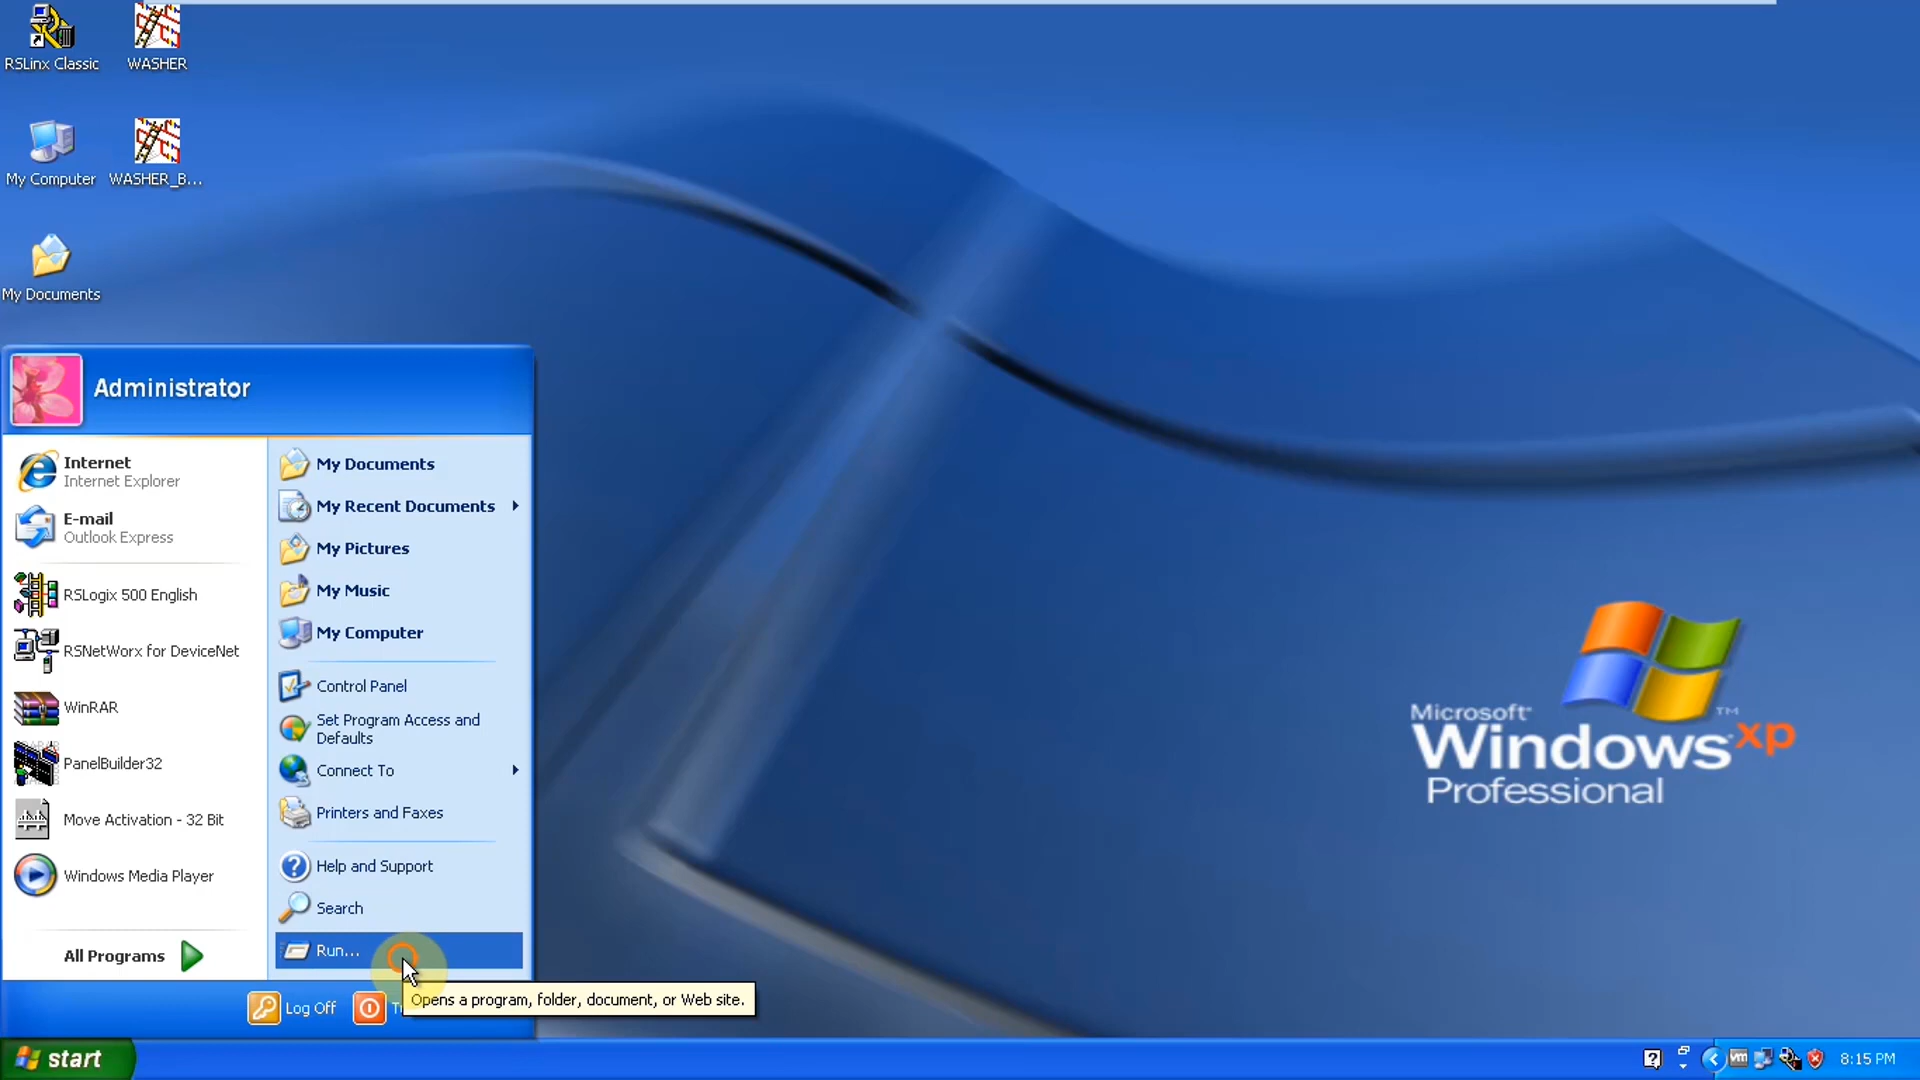 RSLinx Classic
WASHER
My Computer
WASHER_B...
My Documents
Administrator
Internet
Internet Explorer
E-mail
Outlook Express
RSLogix 500 English
RSNetWorx for DeviceNet
WinRAR
PanelBuilder32
Move Activation - 32 Bit
Windows Media Player
All Programs
My Documents
My Recent Documents
My Pictures
My Music
My Computer
Control Panel
Set Program Access and
Defaults
Connect To
Printers and Faxes
Help and Support
Search
Run...
Opens a program, folder, document, or Web site.
Log Off
Microsoft®
Windows xp
Professional
start
vm
8:15 PM